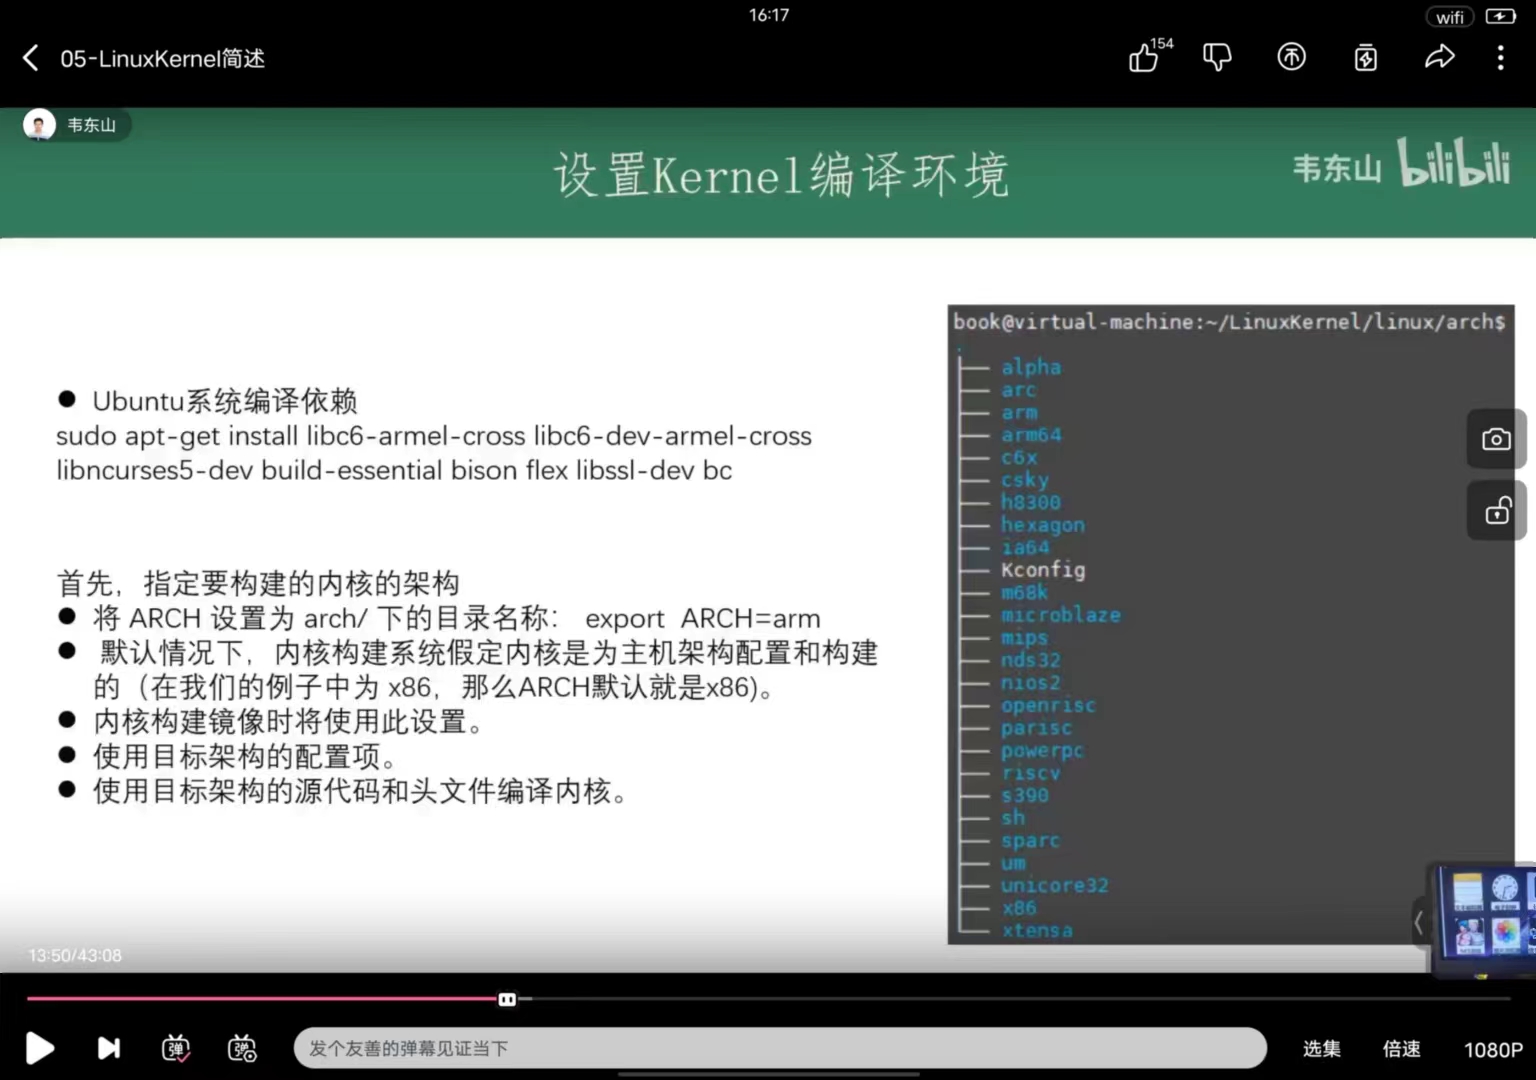 16:17
wifi
05-LinuxKernel简述
154
韦东山
设置Kernel编译环境
韦东山 bilibili
● Ubuntu系统编译依赖
sudo apt-get install libc6-armel-cross libc6-dev-armel-cross
libncurses5-dev build-essential bison flex libssl-dev bc
首先，指定要构建的内核的架构
● 将 ARCH 设置为 arch/ 下的目录名称： export ARCH=arm
● 默认情况下，内核构建系统假定内核是为主机架构配置和构建
的（在我们的例子中为 x86，那么ARCH默认就是x86)。
● 内核构建镜像时将使用此设置。
● 使用目标架构的配置项。
● 使用目标架构的源代码和头文件编译内核。
book@virtual-machine:~/LinuxKernel/linux/arch$
.
alpha
arc
arm
arm64
c6x
csky
h8300
hexagon
ia64
Kconfig
m68k
microblaze
mips
nds32
nios2
openrisc
parisc
powerpc
riscv
s390
sh
sparc
um
unicore32
x86
xtensa
13:50/43:08
弹
弹
发个友善的弹幕见证当下
选集
倍速
1080P